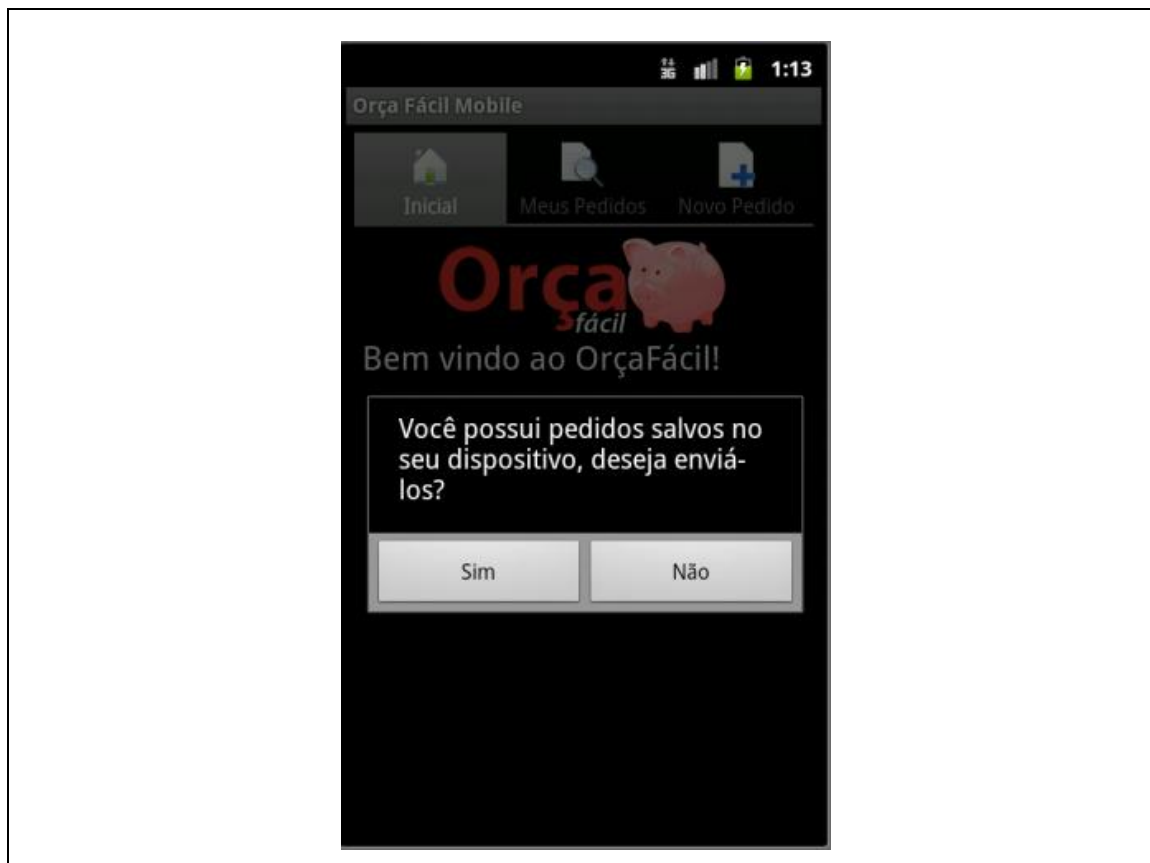 3G 1:13
Orça Fácil Mobile
Inicial Meus Pedidos Novo Pedido
Orça
fácil
Bem vindo ao OrçaFácil!
Você possui pedidos salvos no
seu dispositivo, deseja enviá-
los?
Sim Não